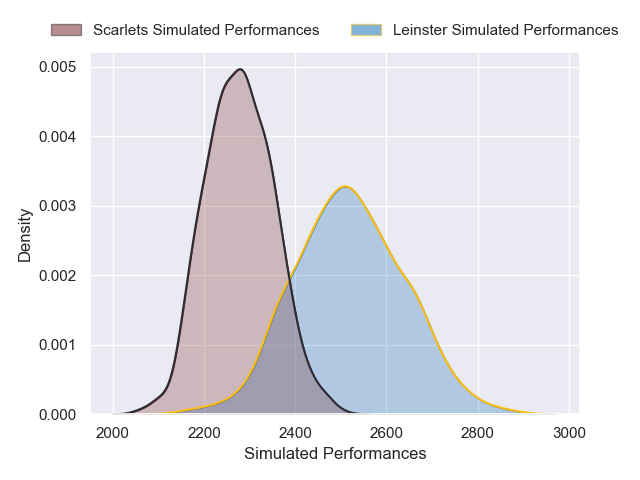 Scarlets Simulated Performances Leinster Simulated Performances
0.005
0.004
0.003
0.002
0.001
0.000
Density
2000 2200 2400 2600 2800 3000
Simulated Performances